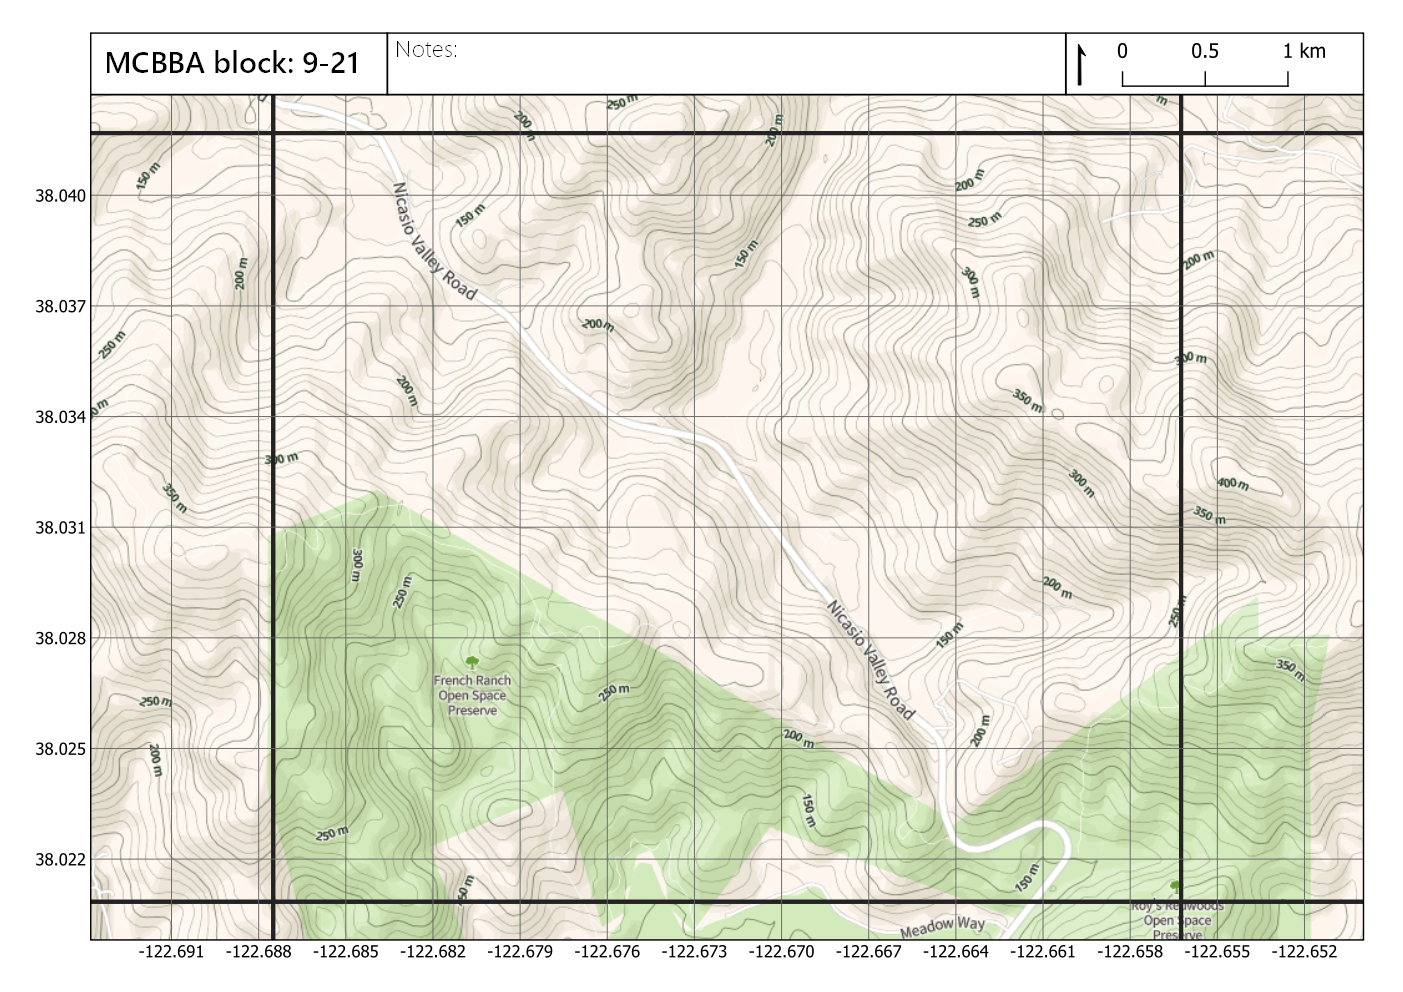 MCBBA block: 9-21
Notes:
0 0.5 1 km
250 m
200 m
200 m
m
150 m
200 m
38.040
150 m
250 m
Nicasio Valley Road
150 m
200 m
200 m
300 m
38.037
200 m
250 m
300 m
200 m
350 m
0 m
38.034
300 m
300 m
400 m
350 m
350 m
38.031
300 m
250 m
200 m
250 m
Nicasio Valley Road
150 m
38.028
French Ranch
Open Space
Preserve
350 m
250 m
250 m
200 m
200 m
38.025
200 m
150 m
250 m
38.022
150 m
50 m
Roy's Redwoods
Open Space
Preserve
Meadow Way
-122.691 -122.688 -122.685 -122.682 -122.679 -122.676 -122.673 -122.670 -122.667 -122.664 -122.661 -122.658 -122.655 -122.652